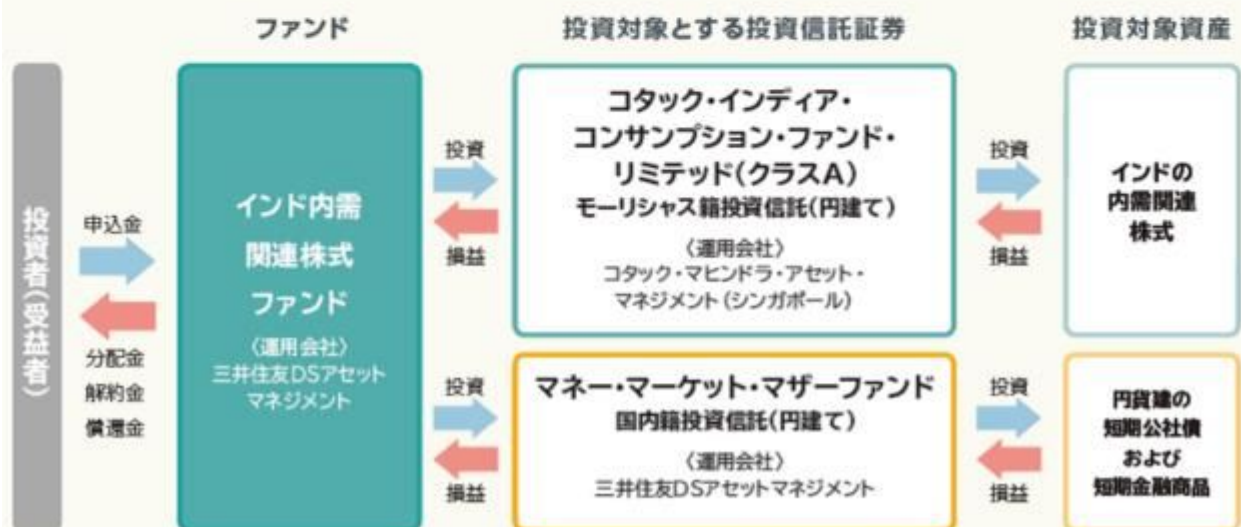 ファンド
投資対象とする投資信託証券
投資対象資産
投資者(受益者)
申込金
分配金
解約金
償還金
インド内需
関連株式
ファンド
〈運用会社〉
三井住友DSアセット
マネジメント
投資
損益
コタック・インディア・
コンサンプション・ファンド・
リミテッド(クラスA)
モーリシャス籍投資信託(円建て)
〈運用会社〉
コタック・マヒンドラ・アセット・
マネジメント(シンガポール)
投資
損益
インドの
内需関連
株式
投資
損益
マネー・マーケット・マザーファンド
国内籍投資信託(円建て)
〈運用会社〉
三井住友DSアセットマネジメント
投資
損益
円貨建の
短期公社債
および
短期金融商品